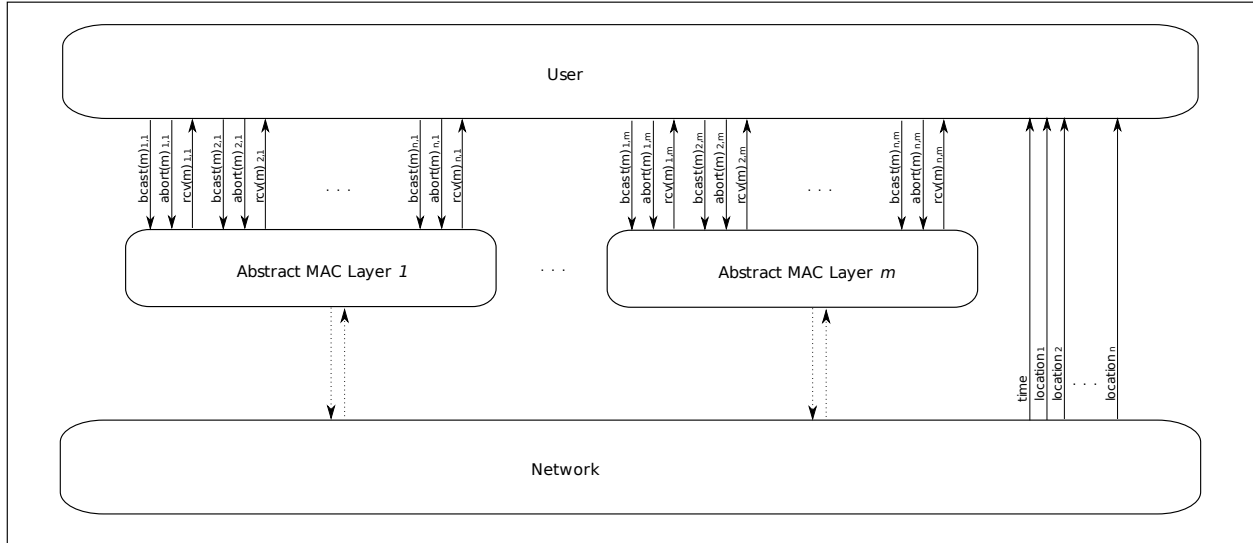 User
bcast(m)1,1
abort(m)1,1
rcv(m)1,1
bcast(m)2,1
abort(m)2,1
rcv(m)2,1
. . .
bcast(m)n,1
abort(m)n,1
rcv(m)n,1
bcast(m)1,m
abort(m)1,m
rcv(m)1,m
bcast(m)2,m
abort(m)2,m
rcv(m)2,m
. . .
bcast(m)n,m
abort(m)n,m
rcv(m)n,m
Abstract MAC Layer 1
. . .
Abstract MAC Layer m
time
location1
location2
. . .
locationn
Network